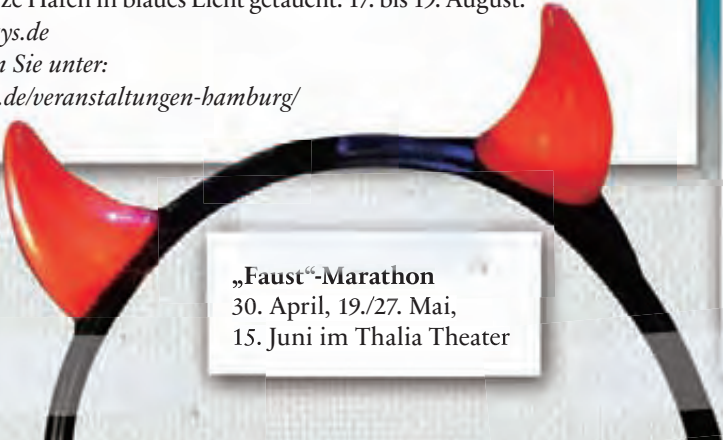 Hafen in blaues Licht getaucht. 17. bis 19. August.
ys.de
Sie unter:
.de/veranstaltungen-hamburg/
„Faust“-Marathon
30. April, 19./27. Mai,
15. Juni im Thalia Theater